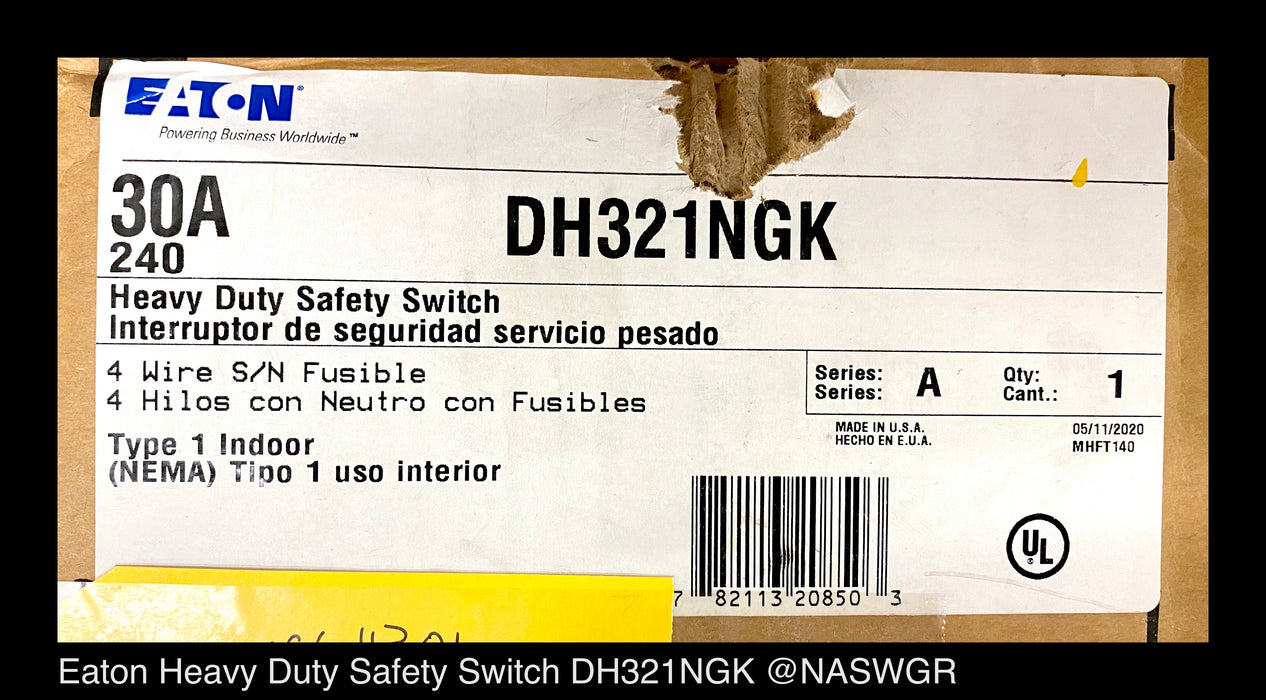 EATON®
Powering Business Worldwide™
30A
240
DH321NGK
Heavy Duty Safety Switch
Interruptor de seguridad servicio pesado
4 Wire S/N Fusible
4 Hilos con Neutro con Fusibles
Series: A Qty: 1
Series: Cant.:
MADE IN U.S.A.
HECHO EN E.U.A.
05/11/2020
MHFT140
Type 1 Indoor
(NEMA) Tipo 1 uso interior
UL
7 82113 20850 3
Eaton Heavy Duty Safety Switch DH321NGK @NASWGR